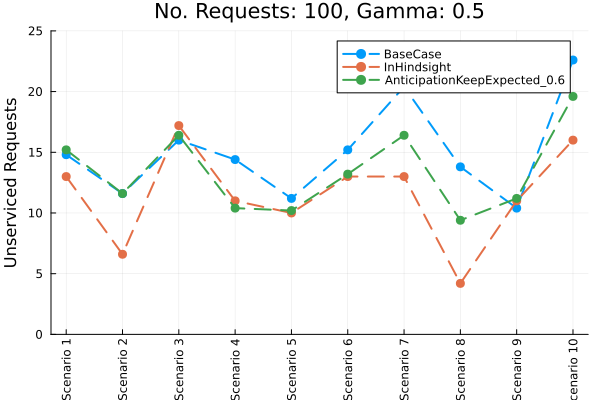 No. Requests: 100, Gamma: 0.5
BaseCase
InHindsight
AnticipationKeepExpected_0.6
Unserviced Requests
25
20
15
10
5
0
Scenario 1
Scenario 2
Scenario 3
Scenario 4
Scenario 5
Scenario 6
Scenario 7
Scenario 8
Scenario 9
cenario 10